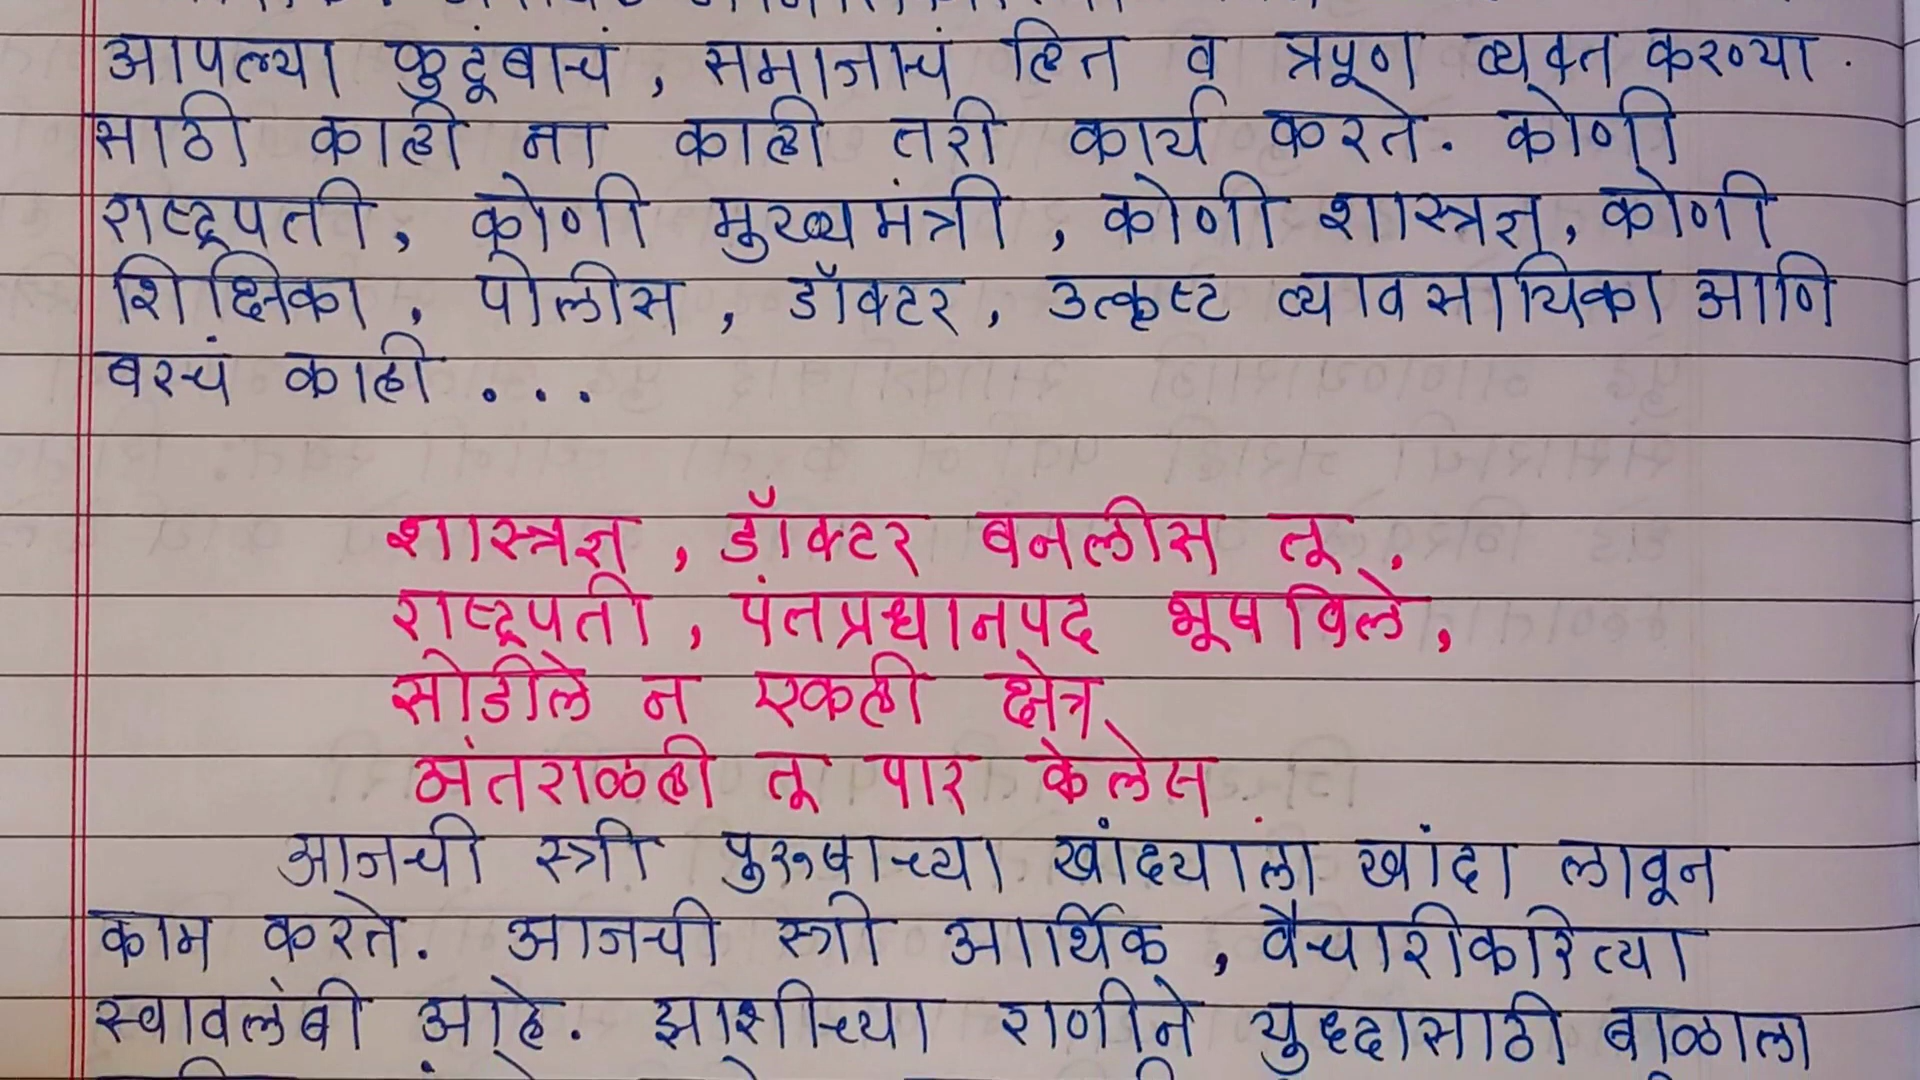 आपल्या कुटूंबाचं, समाजाचं हित व त्रपूण व्यक्त करण्या
साठी काही ना काही तरी कार्य करते. कोणी
राष्ट्रपती, कोणी मुख्यमंत्री, कोणी शास्त्रज्ञ, कोणी
शिक्षिका, पोलीस, डॉक्टर, उत्कृष्ट व्यावसायिका आणि
बरचं काही ...
शास्त्रज्ञ, डॉक्टर बनलीस तू,
राष्ट्रपती, पंतप्रधानपद भूषविले,
सोडीले न एकही क्षेत्र,
अंतराळही तू पार केलेस.
आजची स्त्री पुरुषाच्या खांद्याला खांदा लावून
काम करते. आजची स्त्री आर्थिक, वैचारीकरित्या
स्वावलंबी आहे. झाशीच्या राणीने युध्दासाठी बाळाला